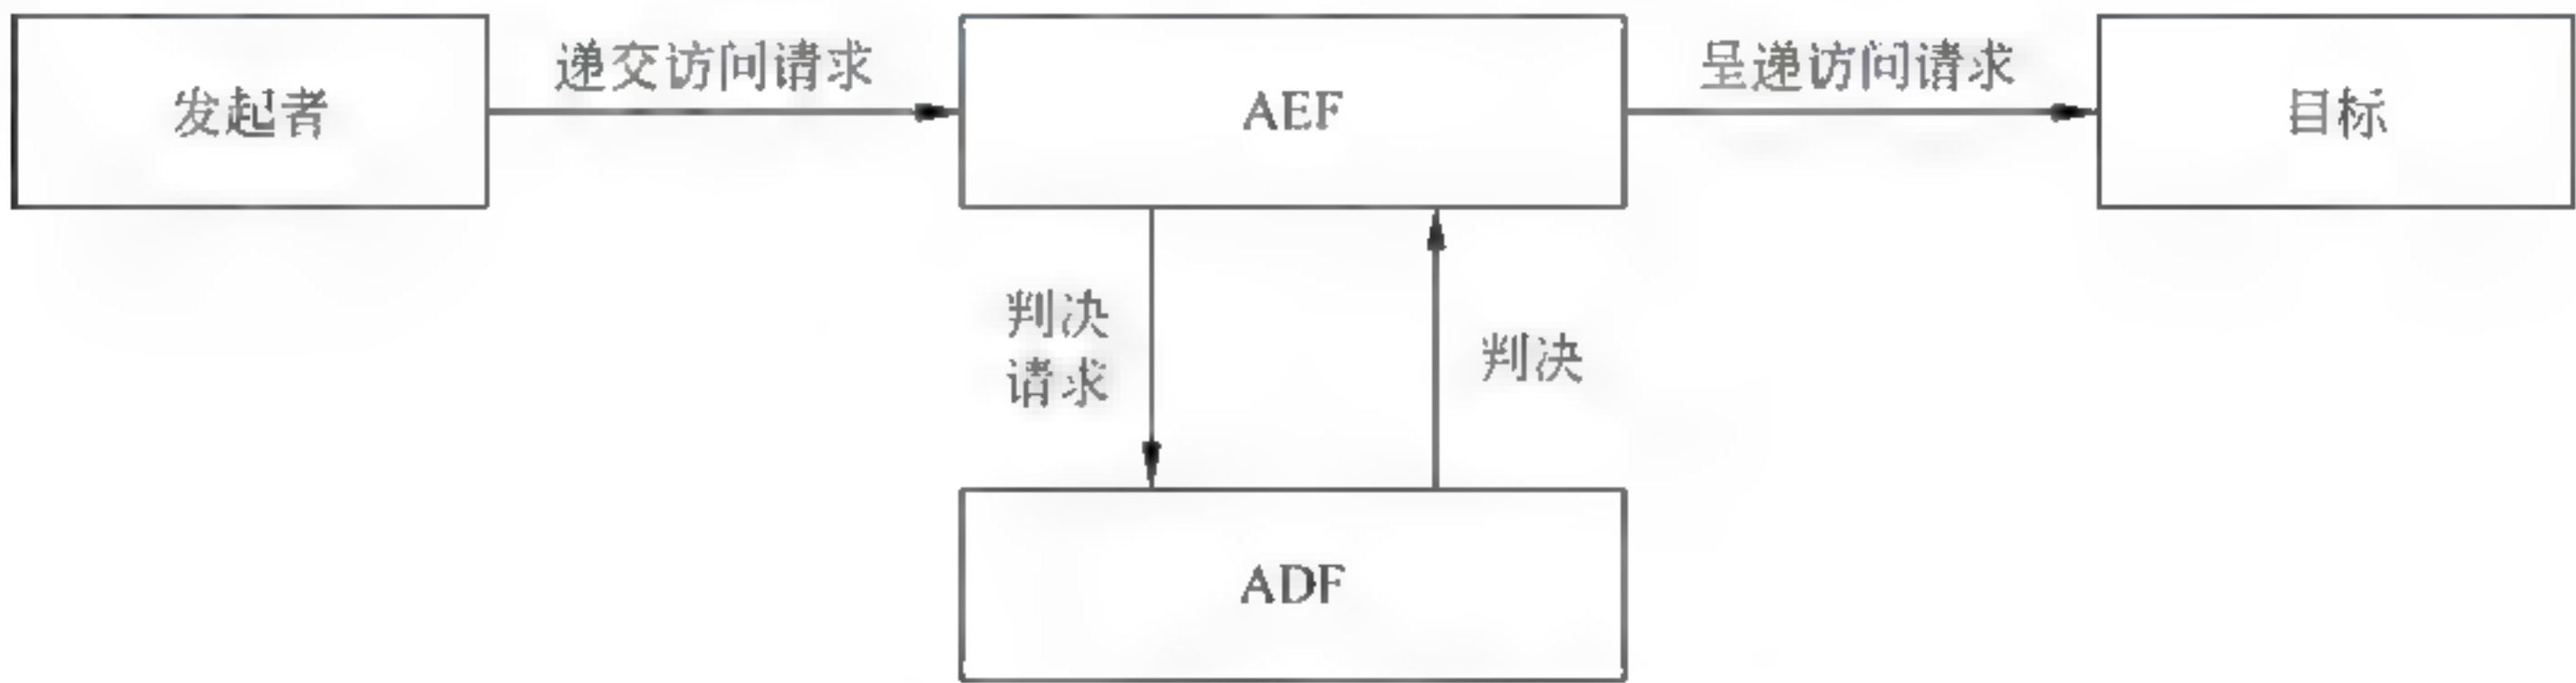 递交访问请求
呈递访问请求
发起者
AEF
目标
判决
请求
判决
ADF